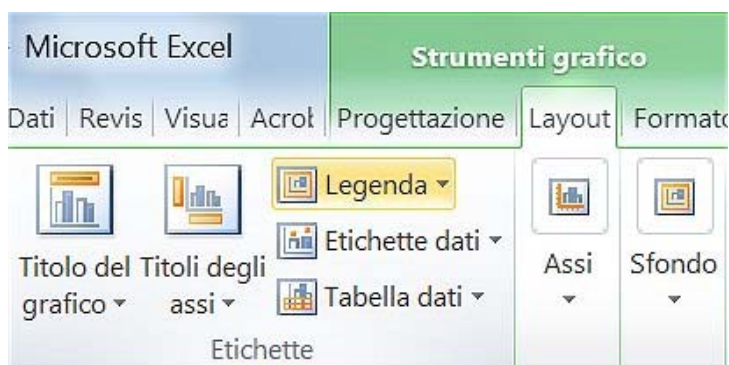 Microsoft Excel
Strumenti grafico
Dati Revis Visua Acrob Progettazione Layout Formato
Titolo del grafico
Titoli degli assi
Legenda
Etichette dati
Tabella dati
Assi
Sfondo
Etichette